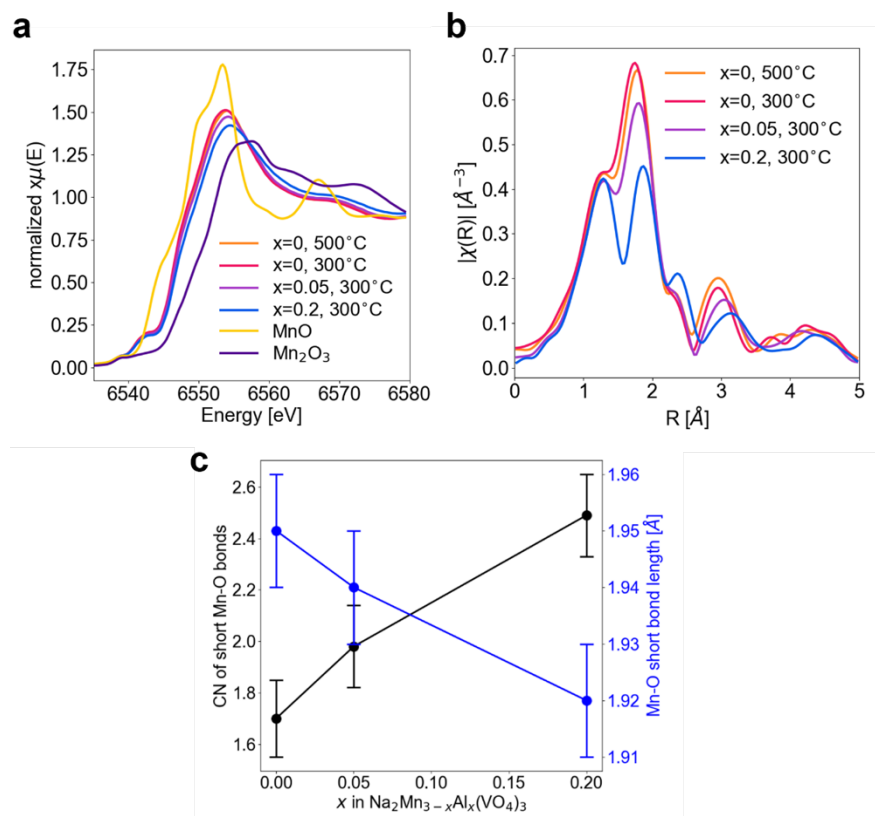 a
normalized xμ(E)
1.75
1.50
1.25
1.00
0.75
0.50
0.25
0.00
x=0, 500°C
x=0, 300°C
x=0.05, 300°C
x=0.2, 300°C
MnO
Mn₂O₃
6540 6550 6560 6570 6580
Energy [eV]
b
|χ(R)| [Å⁻³]
0.7
0.6
0.5
0.4
0.3
0.2
0.1
0.0
x=0, 500°C
x=0, 300°C
x=0.05, 300°C
x=0.2, 300°C
0 1 2 3 4 5
R [Å]
c
CN of short Mn-O bonds
2.6
2.4
2.2
2.0
1.8
1.6
1.96
1.95
1.94
1.93
1.92
1.91
Mn-O short bond length [Å]
0.00 0.05 0.10 0.15 0.20
x in Na₂Mn₃₋ₓAlₓ(VO₄)₃